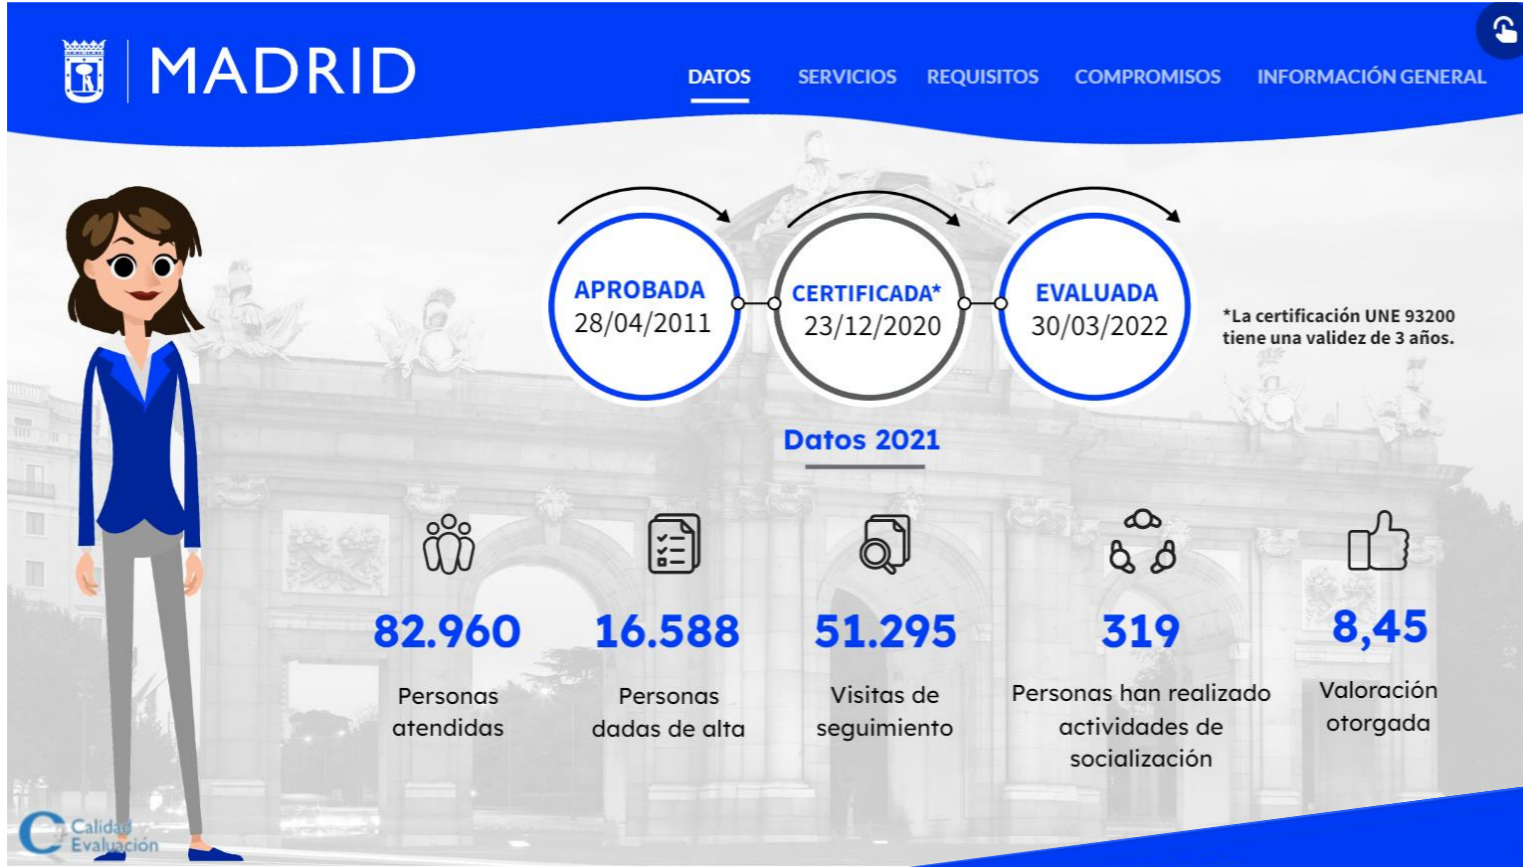 MADRID
DATOS SERVICIOS REQUISITOS COMPROMISOS INFORMACIÓN GENERAL
APROBADA
28/04/2011
CERTIFICADA*
23/12/2020
EVALUADA
30/03/2022
*La certificación UNE 93200
tiene una validez de 3 años.
Datos 2021
82.960
Personas
atendidas
16.588
Personas
dadas de alta
51.295
Visitas de
seguimiento
319
Personas han realizado
actividades de
socialización
8,45
Valoración
otorgada
Calidad
Evaluación